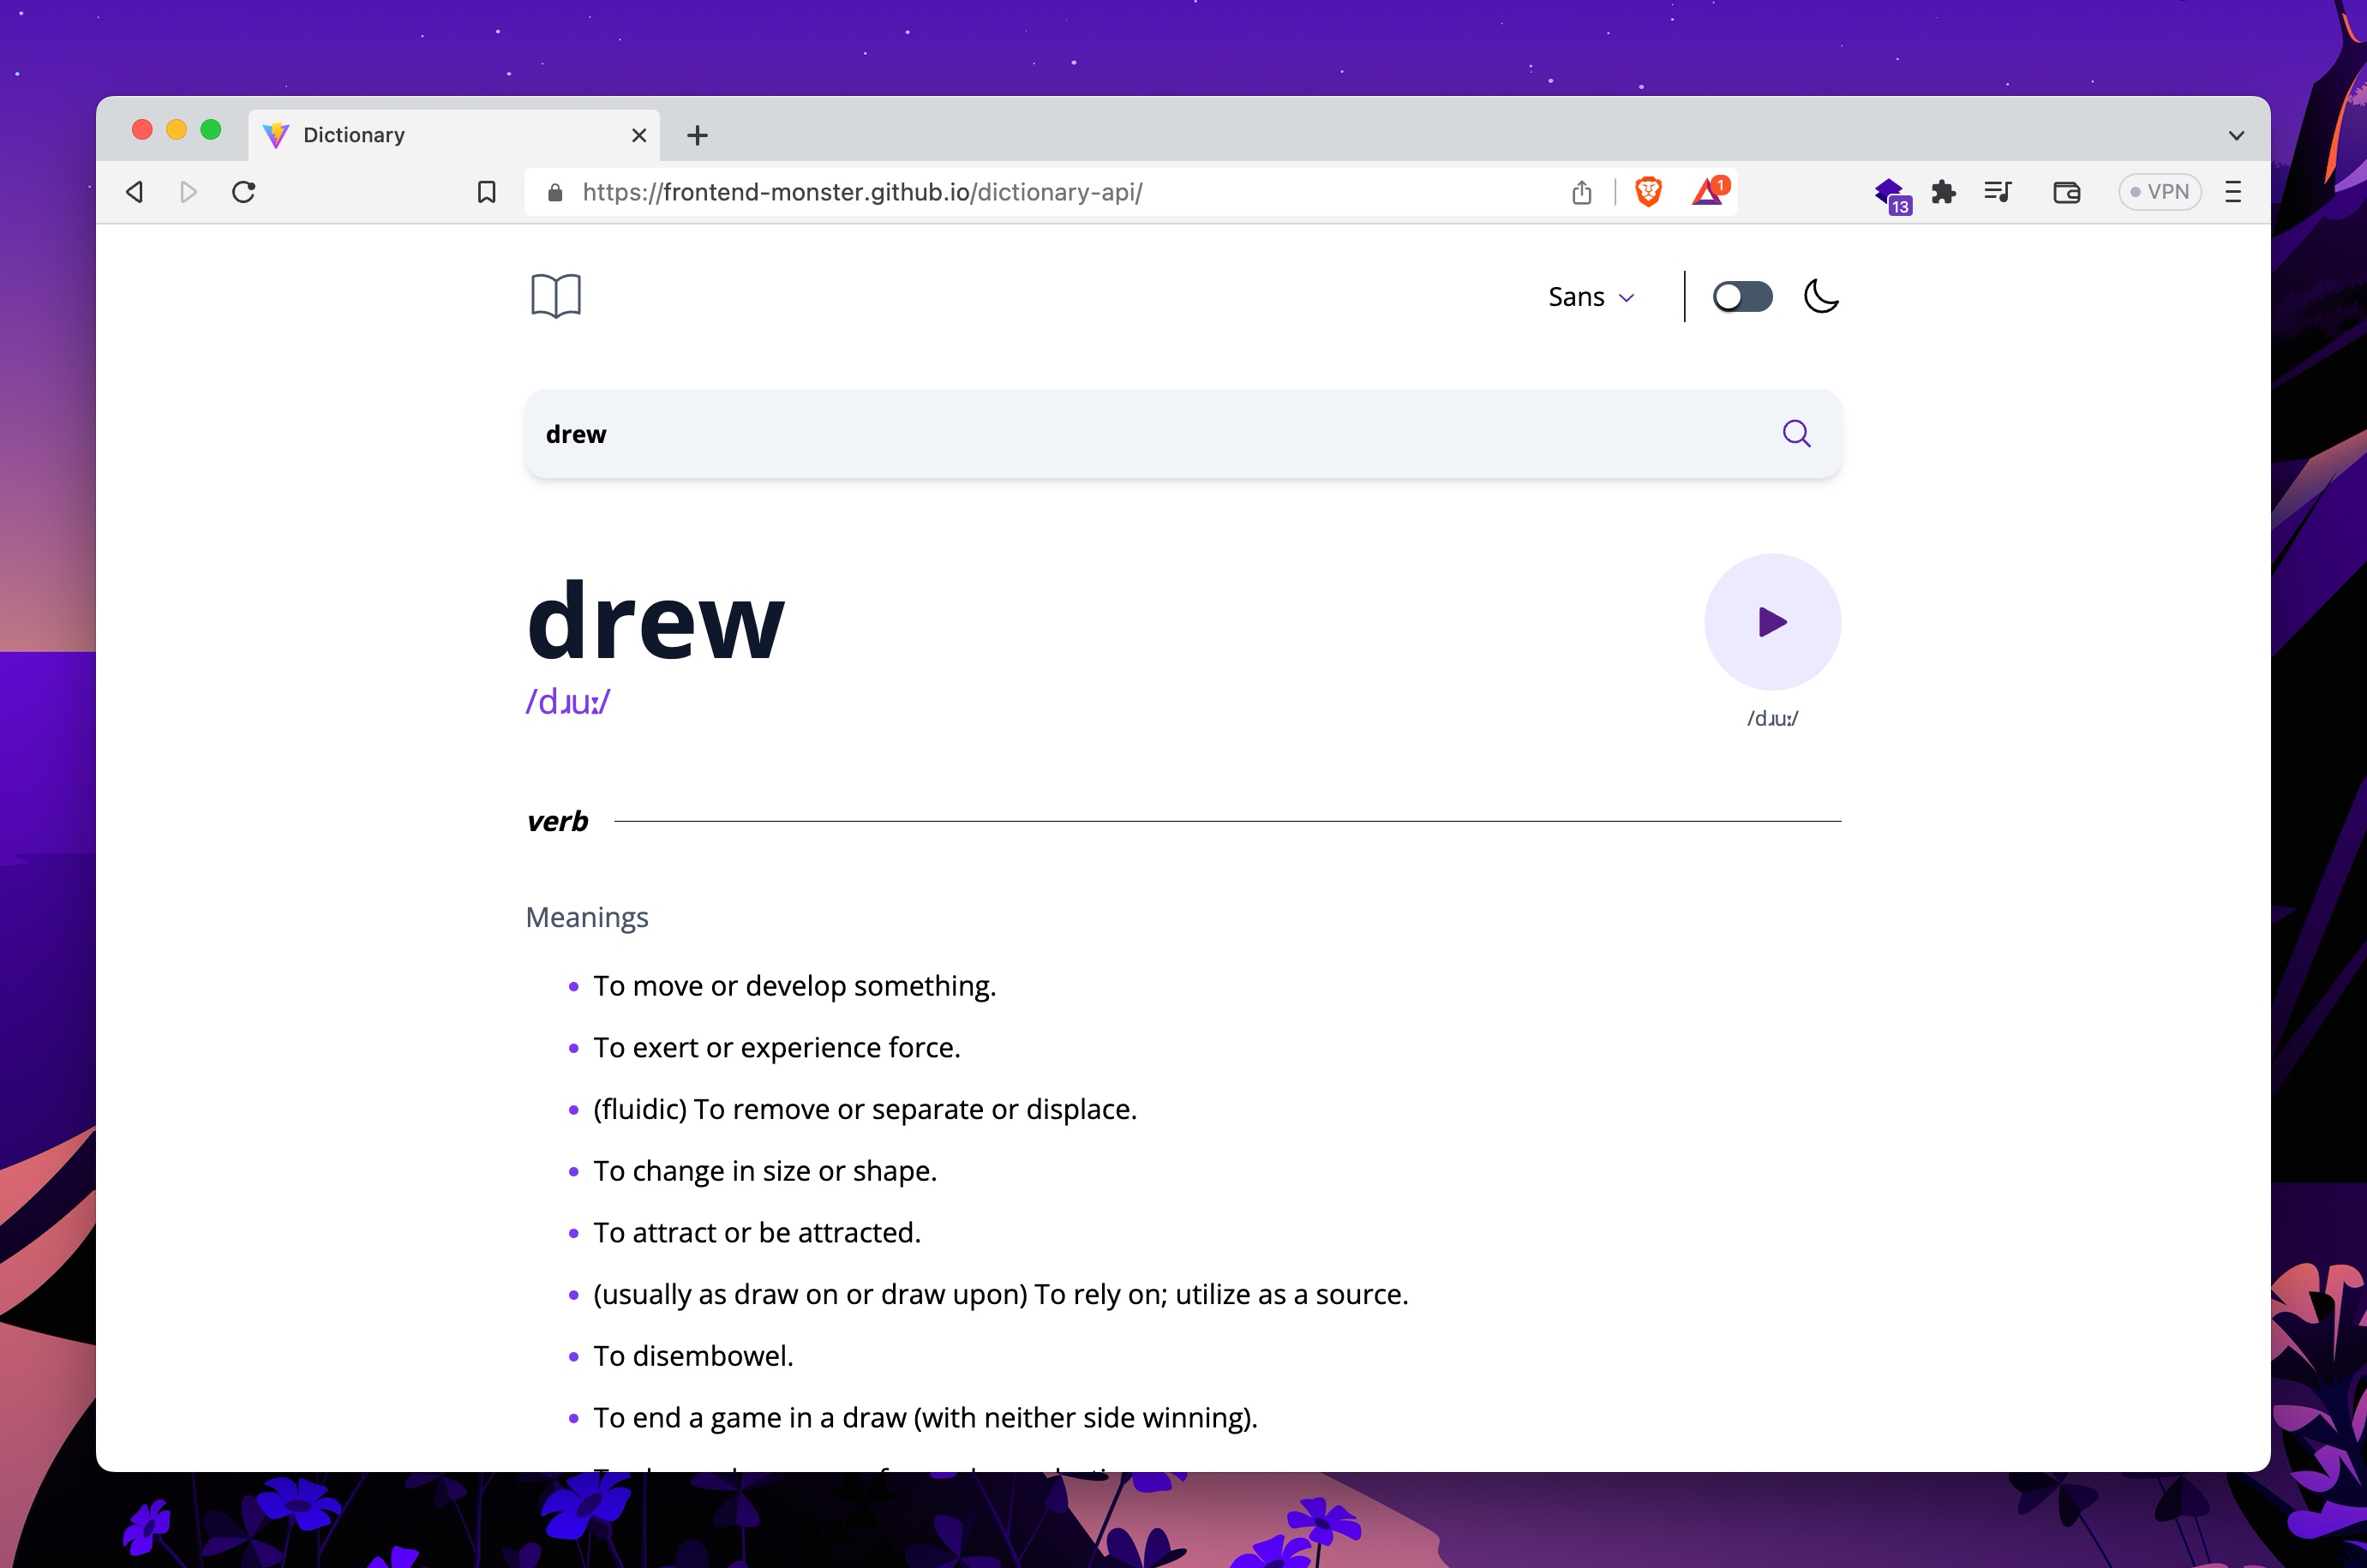 Dictionary
https://frontend-monster.github.io/dictionary-api/
1
13
VPN
Sans
drew
drew
/dɹuː/
/dɹuː/
verb
Meanings
To move or develop something.
To exert or experience force.
(fluidic) To remove or separate or displace.
To change in size or shape.
To attract or be attracted.
(usually as draw on or draw upon) To rely on; utilize as a source.
To disembowel.
To end a game in a draw (with neither side winning).